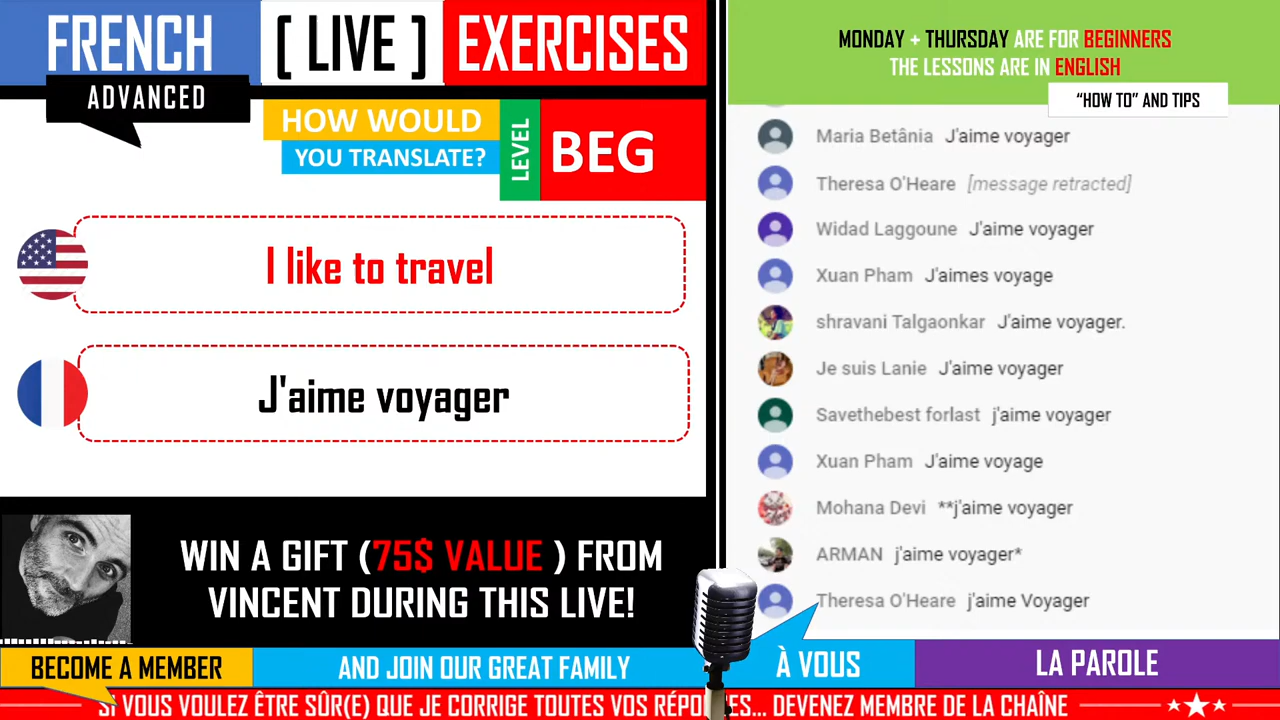 FRENCH [ LIVE ] EXERCISES
ADVANCED
HOW WOULD
YOU TRANSLATE?
LEVEL
BEG
I like to travel
J'aime voyager
WIN A GIFT (75$ VALUE ) FROM
VINCENT DURING THIS LIVE!
MONDAY + THURSDAY ARE FOR BEGINNERS
THE LESSONS ARE IN ENGLISH
“HOW TO” AND TIPS
Maria Betânia J'aime voyager
Theresa O'Heare [message retracted]
Widad Laggoune J'aime voyager
Xuan Pham J'aimes voyage
shravani Talgaonkar J'aime voyager.
Je suis Lanie J'aime voyager
Savethebest forlast j'aime voyager
Xuan Pham J'aime voyage
Mohana Devi **j'aime voyager
ARMAN j'aime voyager*
Theresa O'Heare j'aime Voyager
BECOME A MEMBER AND JOIN OUR GREAT FAMILY
À VOUS LA PAROLE
SI VOUS VOULEZ ÊTRE SÛR(E) QUE JE CORRIGE TOUTES VOS DEVENEZ MEMBRE DE LA CHAÎNE